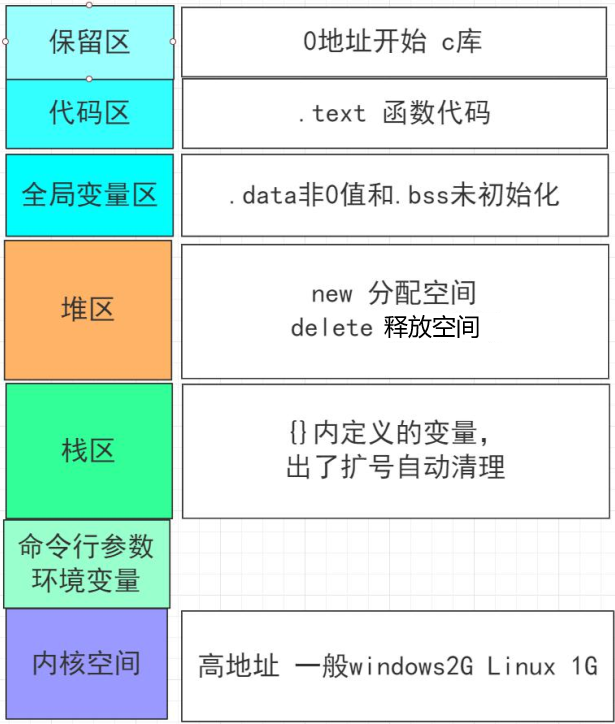 保留区
0地址开始 c库
代码区
.text 函数代码
全局变量区
.data非0值和.bss未初始化
堆区
new 分配空间
delete 释放空间
栈区
{}内定义的变量，
出了扩号自动清理
命令行参数
环境变量
内核空间
高地址 一般windows2G Linux 1G